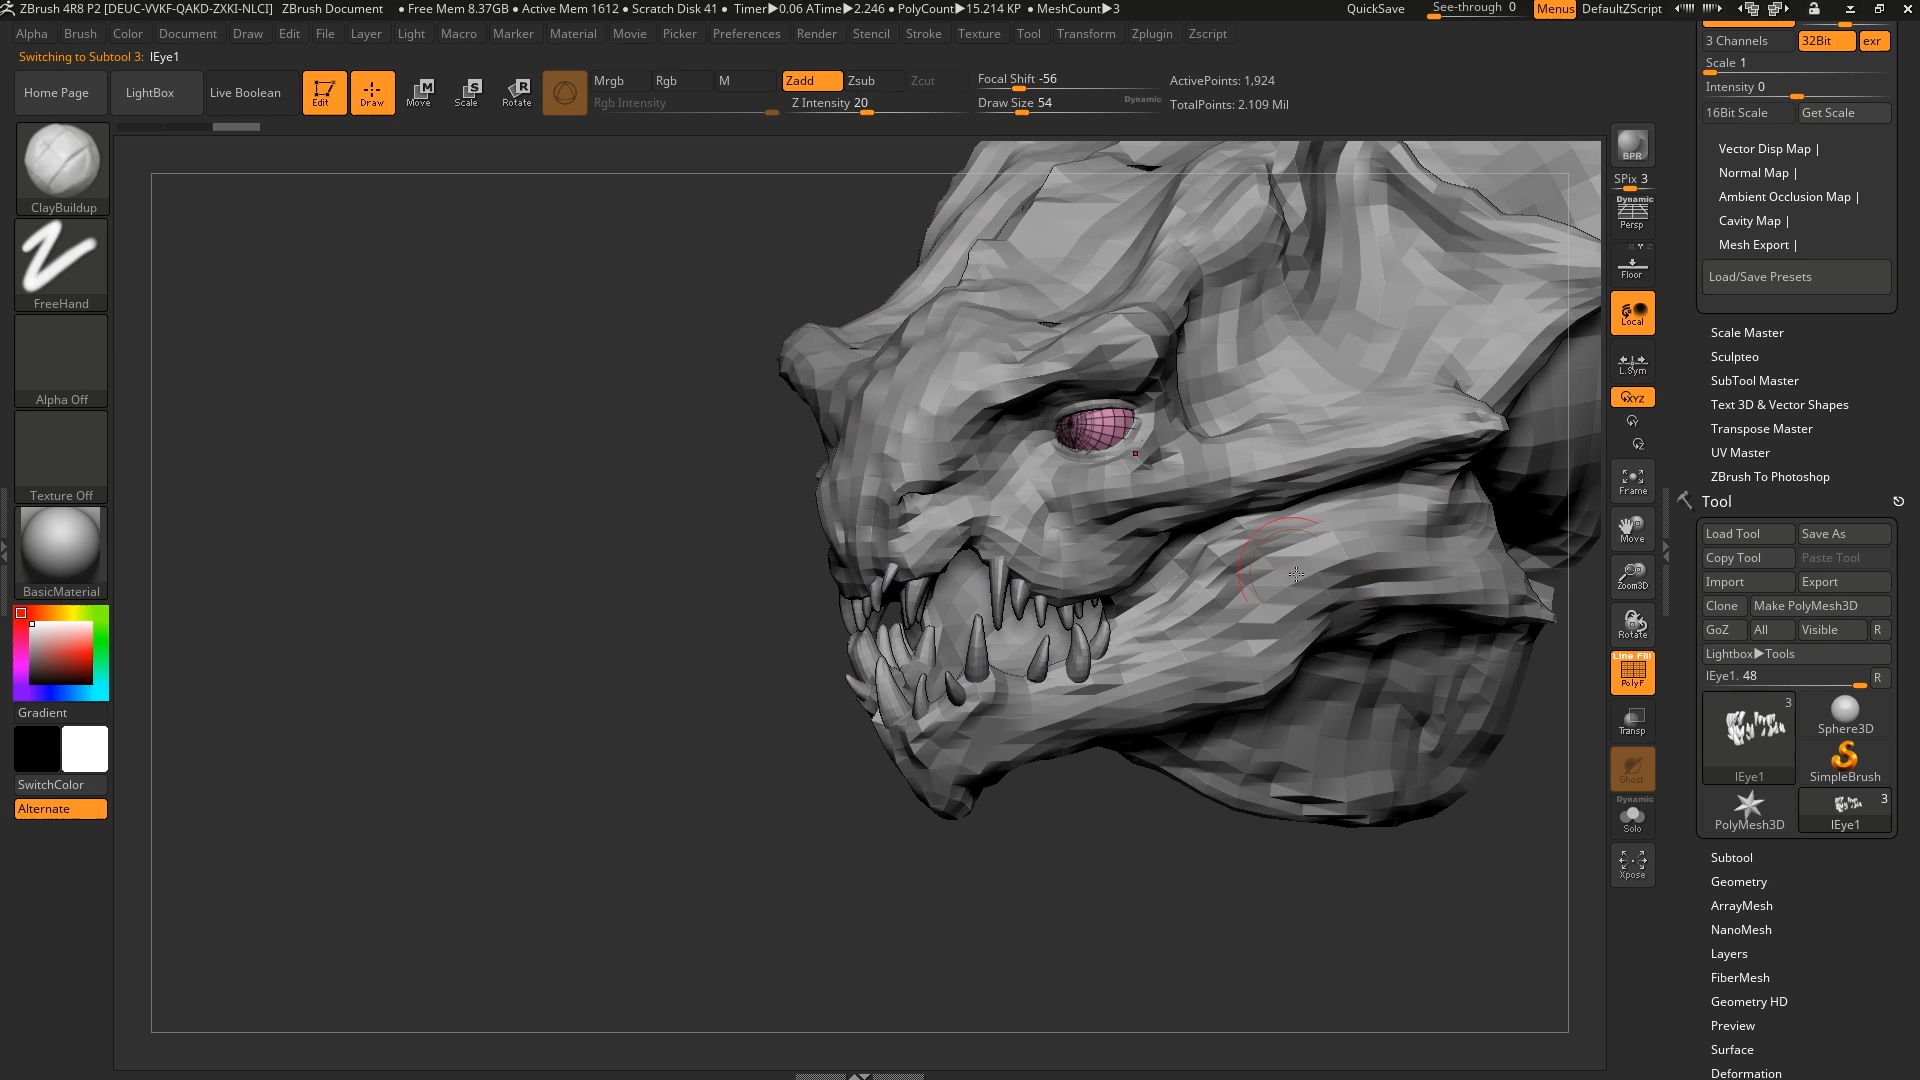 ZBrush 4R8 P2 [DEUC-VVKF-QAKD-ZXKI-NLCI] ZBrush Document • Free Mem 8.37GB • Active Mem 1612 • Scratch Disk 41 • Timer▶0.06 ATime▶2.246 • PolyCount▶15.214 KP • MeshCount▶3 QuickSave See-through 0 Menus DefaultZScript
Alpha Brush Color Document Draw Edit File Layer Light Macro Marker Material Movie Picker Preferences Render Stencil Stroke Texture Tool Transform Zplugin Zscript
Switching to Subtool 3: lEye1
Home Page LightBox Live Boolean Edit Draw Move Scale Rotate
M S R
Mrgb Rgb M Zadd Zsub Zcut Focal Shift -56 ActivePoints: 1,924
Rgb Intensity Z Intensity 20 Draw Size 54 Dynamic TotalPoints: 2.109 Mil
ClayBuildup
FreeHand
Alpha Off
Texture Off
BasicMaterial
Gradient
SwitchColor
Alternate
BPR
SPix 3
Dynamic
Persp
Floor
Local
L.Sym
XYZ
Y
Z
Frame
Move
Zoom3D
Rotate
Line Fill
PolyF
Transp
Ghost
Dynamic
Solo
Xpose
3 Channels 32Bit exr
Scale 1
Intensity 0
16Bit Scale Get Scale
Vector Disp Map |
Normal Map |
Ambient Occlusion Map |
Cavity Map |
Mesh Export |
Load/Save Presets
Scale Master
Sculpteo
SubTool Master
Text 3D & Vector Shapes
Transpose Master
UV Master
ZBrush To Photoshop
Tool
Load Tool Save As
Copy Tool Paste Tool
Import Export
Clone Make PolyMesh3D
GoZ All Visible R
Lightbox▶Tools
lEye1. 48 R
3
lEye1 Sphere3D
SimpleBrush
PolyMesh3D 3 lEye1
Subtool
Geometry
ArrayMesh
NanoMesh
Layers
FiberMesh
Geometry HD
Preview
Surface
Deformation